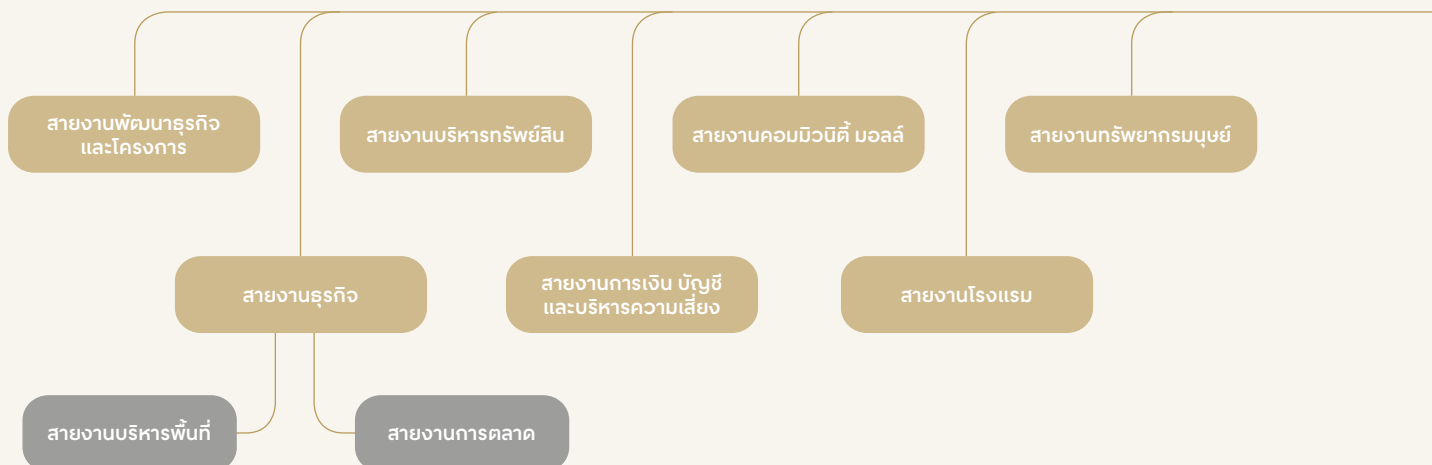 สายงานพัฒนาธุรกิจ
และโครงการ
สายงานบริหารทรัพย์สิน
สายงานคอมมิวนิตี้ มอลล์
สายงานทรัพยากรมนุษย์
สายงานธุรกิจ
สายงานการเงิน บัญชี
และบริหารความเสี่ยง
สายงานโรงแรม
สายงานบริหารพื้นที่
สายงานการตลาด